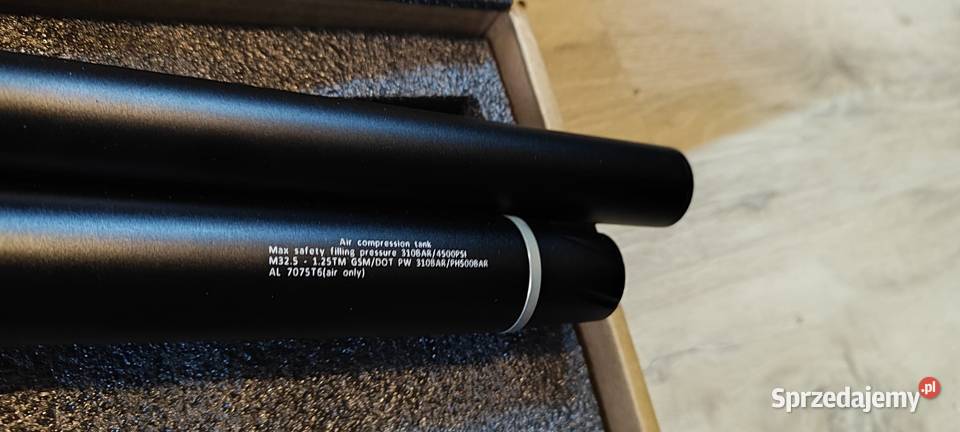 Air compression tank
Max safety filling pressure 310BAR/4500PSI
M32.5 - 1.25TM GSM/DOT PW 310BAR/PH500BAR
AL 7075T6(air only)
Sprzedajemy.pl